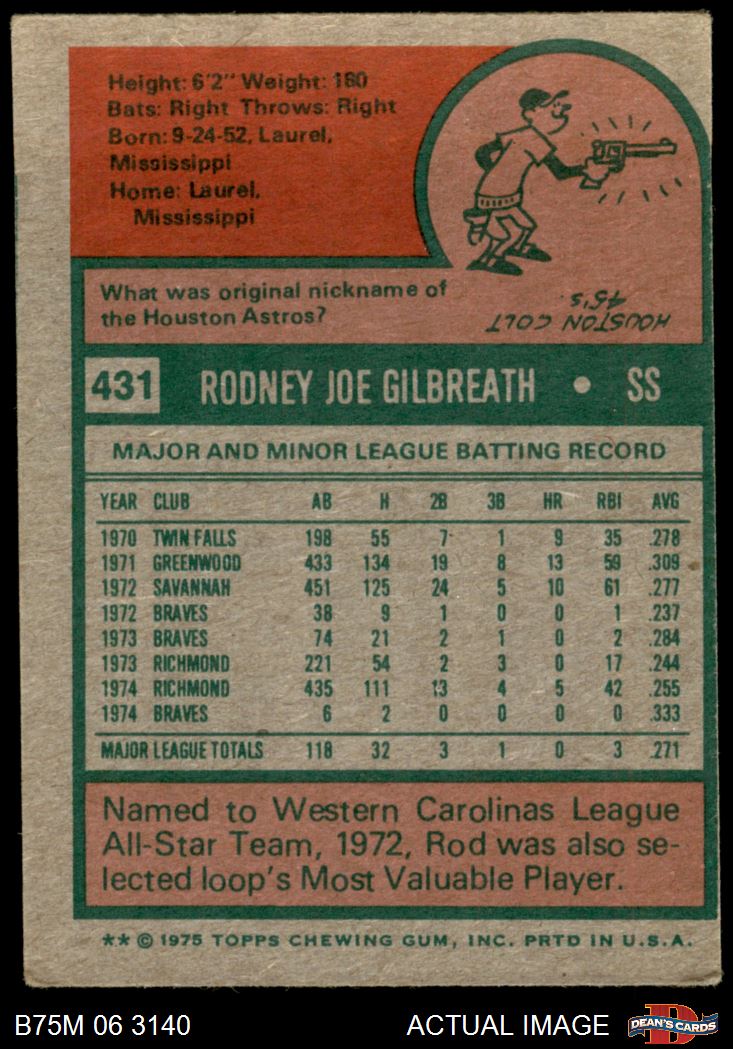 Height: 6'2" Weight: 180
Bats: Right Throws: Right
Born: 9-24-52, Laurel,
Mississippi
Home: Laurel,
Mississippi
What was original nickname of
the Houston Astros?
HOUSTON COLT
45's.
431 RODNEY JOE GILBREATH • SS
MAJOR AND MINOR LEAGUE BATTING RECORD
YEAR CLUB AB H 2B 3B HR RBI AVG
1970 TWIN FALLS 198 55 7 1 9 35 .278
1971 GREENWOOD 433 134 19 8 13 59 .309
1972 SAVANNAH 451 125 24 5 10 61 .277
1972 BRAVES 38 9 1 0 0 1 .237
1973 BRAVES 74 21 2 1 0 2 .284
1973 RICHMOND 221 54 2 3 0 17 .244
1974 RICHMOND 435 111 13 4 5 42 .255
1974 BRAVES 6 2 0 0 0 0 .333
MAJOR LEAGUE TOTALS 118 32 3 1 0 3 .271
Named to Western Carolinas League
All-Star Team, 1972, Rod was also se-
lected loop's Most Valuable Player.
** © 1975 TOPPS CHEWING GUM, INC. PRTD IN U.S.A.
B75M 06 3140 ACTUAL IMAGE D DEAN'S CARDS